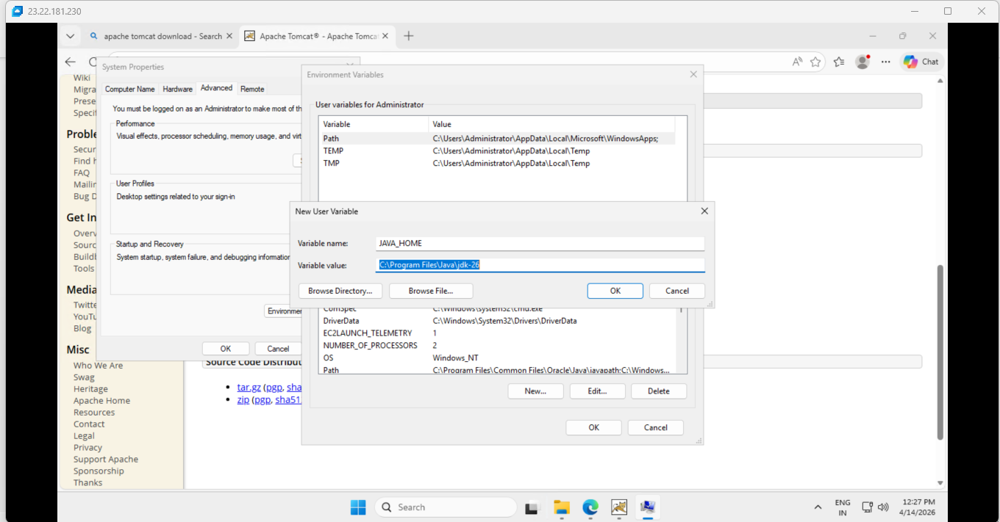 23.22.181.230
apache tomcat download - Search
Apache Tomcat® - Apache Tomca
Chat
System Properties
Computer Name Hardware Advanced Remote
You must be logged on as an Administrator to make most of th
Performance
Visual effects, processor scheduling, memory usage, and virt
User Profiles
Desktop settings related to your sign-in
Startup and Recovery
System startup, system failure, and debugging information
Environmer
OK Cancel
Environment Variables
User variables for Administrator
Variable Value
Path C:\Users\Administrator\AppData\Local\Microsoft\WindowsApps;
TEMP C:\Users\Administrator\AppData\Local\Temp
TMP C:\Users\Administrator\AppData\Local\Temp
New User Variable
Variable name: JAVA_HOME
Variable value: C:\Program Files\Java\jdk-26
Browse Directory... Browse File... OK Cancel
ComSpec C:\Windows\system32\cmd.exe
DriverData C:\Windows\System32\Drivers\DriverData
EC2LAUNCH_TELEMETRY 1
NUMBER_OF_PROCESSORS 2
OS Windows_NT
Path C:\Program Files\Common Files\Oracle\Java\javapath;C:\Windows...
New... Edit... Delete
OK Cancel
Wiki
Migra
Prese
Specif
Proble
Secur
Find h
FAQ
Mailin
Bug D
Get In
Overv
Sourc
Buildb
Tools
Media
Twitte
YouTu
Blog
Misc
Who We Are
Swag
Heritage
Apache Home
Resources
Contact
Legal
Privacy
Support Apache
Sponsorship
Thanks
Source Code Distribut
tar.gz (pgp, sha
zip (pgp, sha51
Search
ENG
IN
12:27 PM
4/14/2026